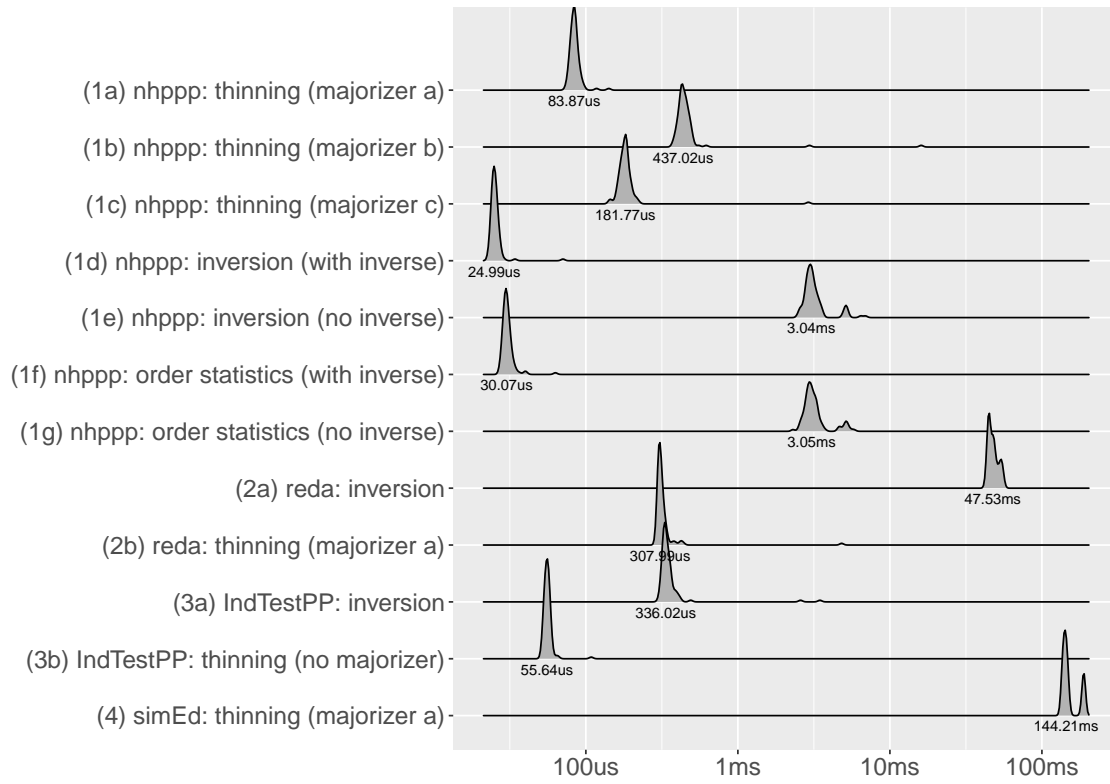 (1a) nhppp: thinning (majorizer a)
83.87us
(1b) nhppp: thinning (majorizer b)
437.02us
(1c) nhppp: thinning (majorizer c)
181.77us
(1d) nhppp: inversion (with inverse)
24.99us
(1e) nhppp: inversion (no inverse)
3.04ms
(1f) nhppp: order statistics (with inverse)
30.07us
(1g) nhppp: order statistics (no inverse)
3.05ms
(2a) reda: inversion
47.53ms
(2b) reda: thinning (majorizer a)
307.99us
(3a) IndTestPP: inversion
336.02us
(3b) IndTestPP: thinning (no majorizer)
55.64us
(4) simEd: thinning (majorizer a)
144.21ms
100us 1ms 10ms 100ms